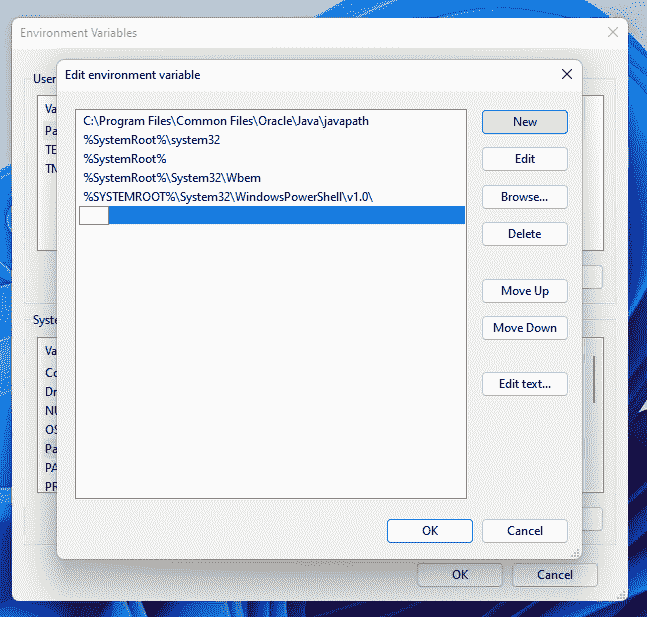 Environment Variables
User
Edit environment variable
Va
Pa
TE
TN
C:\Program Files\Common Files\Oracle\Java\javapath
%SystemRoot%\system32
%SystemRoot%
%SystemRoot%\System32\Wbem
%SYSTEMROOT%\System32\WindowsPowerShell\v1.0\
New
Edit
Browse...
Delete
Move Up
Move Down
Edit text...
Syste
Va
Co
Dr
NU
OS
Pa
PA
PR
OK
Cancel
OK
Cancel